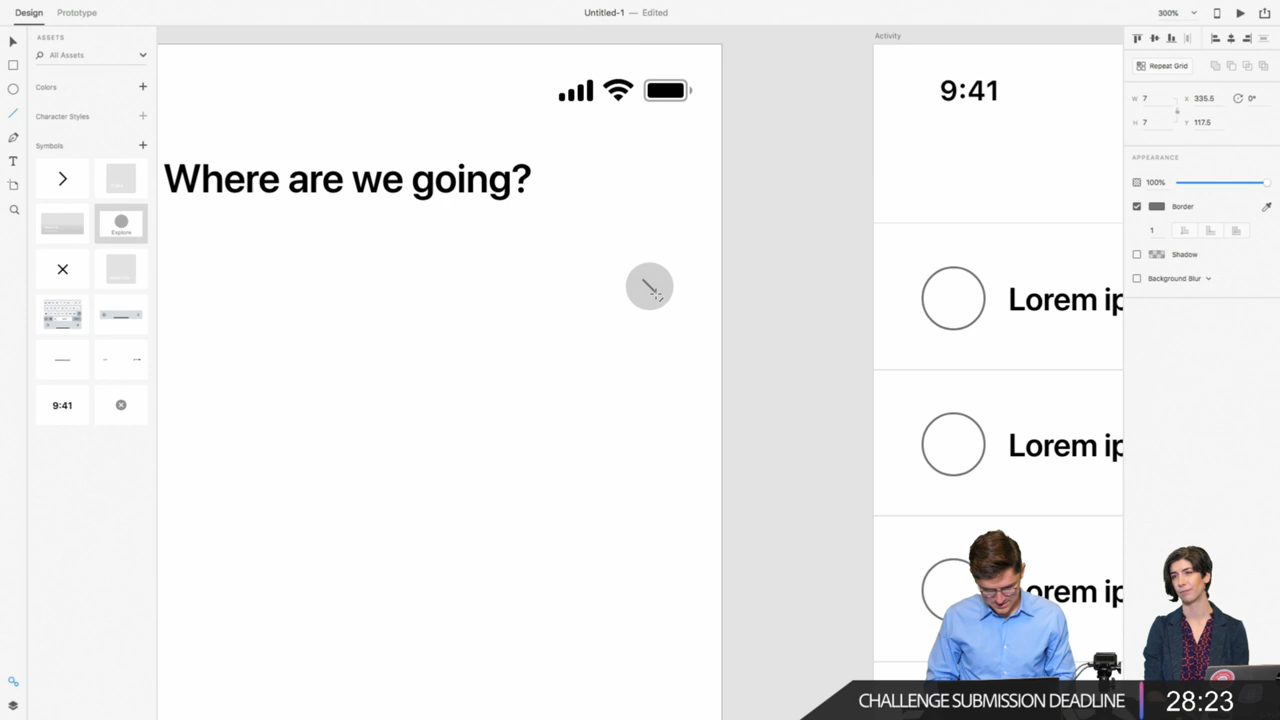 Design Prototype
Untitled-1 — Edited
300%
ASSETS
All Assets
Colors
Character Styles
Symbols
Explore
9:41
Where are we going?
Activity
9:41
Lorem ip
Lorem ip
orem ip
Repeat Grid
W 7 X 335.5 0°
H 7 Y 117.5
APPEARANCE
100%
Border
1
Shadow
Background Blur
CHALLENGE SUBMISSION DEADLINE 28:23